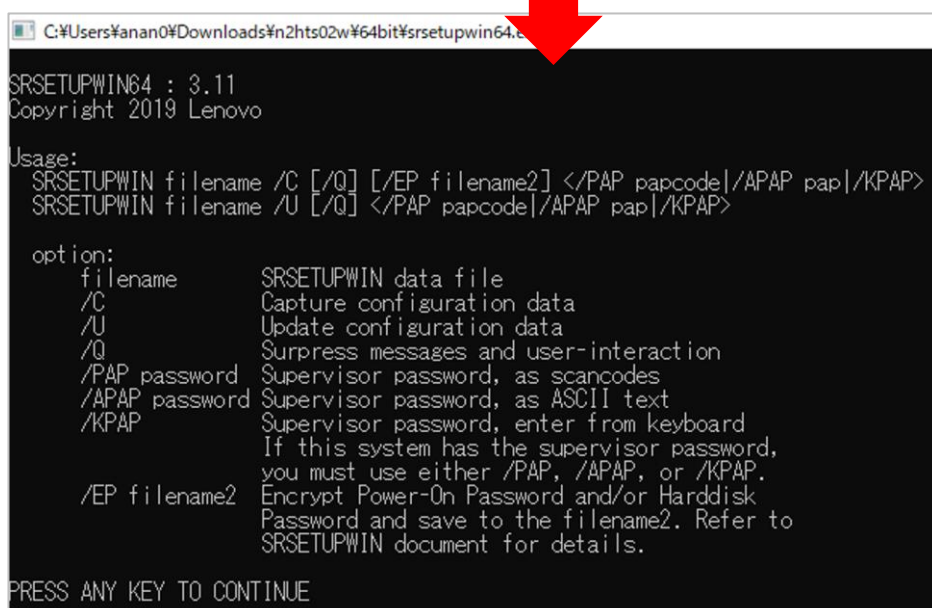 C:¥Users¥anan0¥Downloads¥n2hts02w¥64bit¥srsetupwin64.e
SRSETUPWIN64 : 3.11
Copyright 2019 Lenovo
Usage:
SRSETUPWIN filename /C [/Q] [/EP filename2] </PAP papcode|/APAP pap|/KPAP>
SRSETUPWIN filename /U [/Q] </PAP papcode|/APAP pap|/KPAP>
option:
filename SRSETUPWIN data file
/C Capture configuration data
/U Update configuration data
/Q Surpress messages and user-interaction
/PAP password Supervisor password, as scancodes
/APAP password Supervisor password, as ASCII text
/KPAP Supervisor password, enter from keyboard
If this system has the supervisor password,
you must use either /PAP, /APAP, or /KPAP.
/EP filename2 Encrypt Power-On Password and/or Harddisk
Password and save to the filename2. Refer to
SRSETUPWIN document for details.
PRESS ANY KEY TO CONTINUE